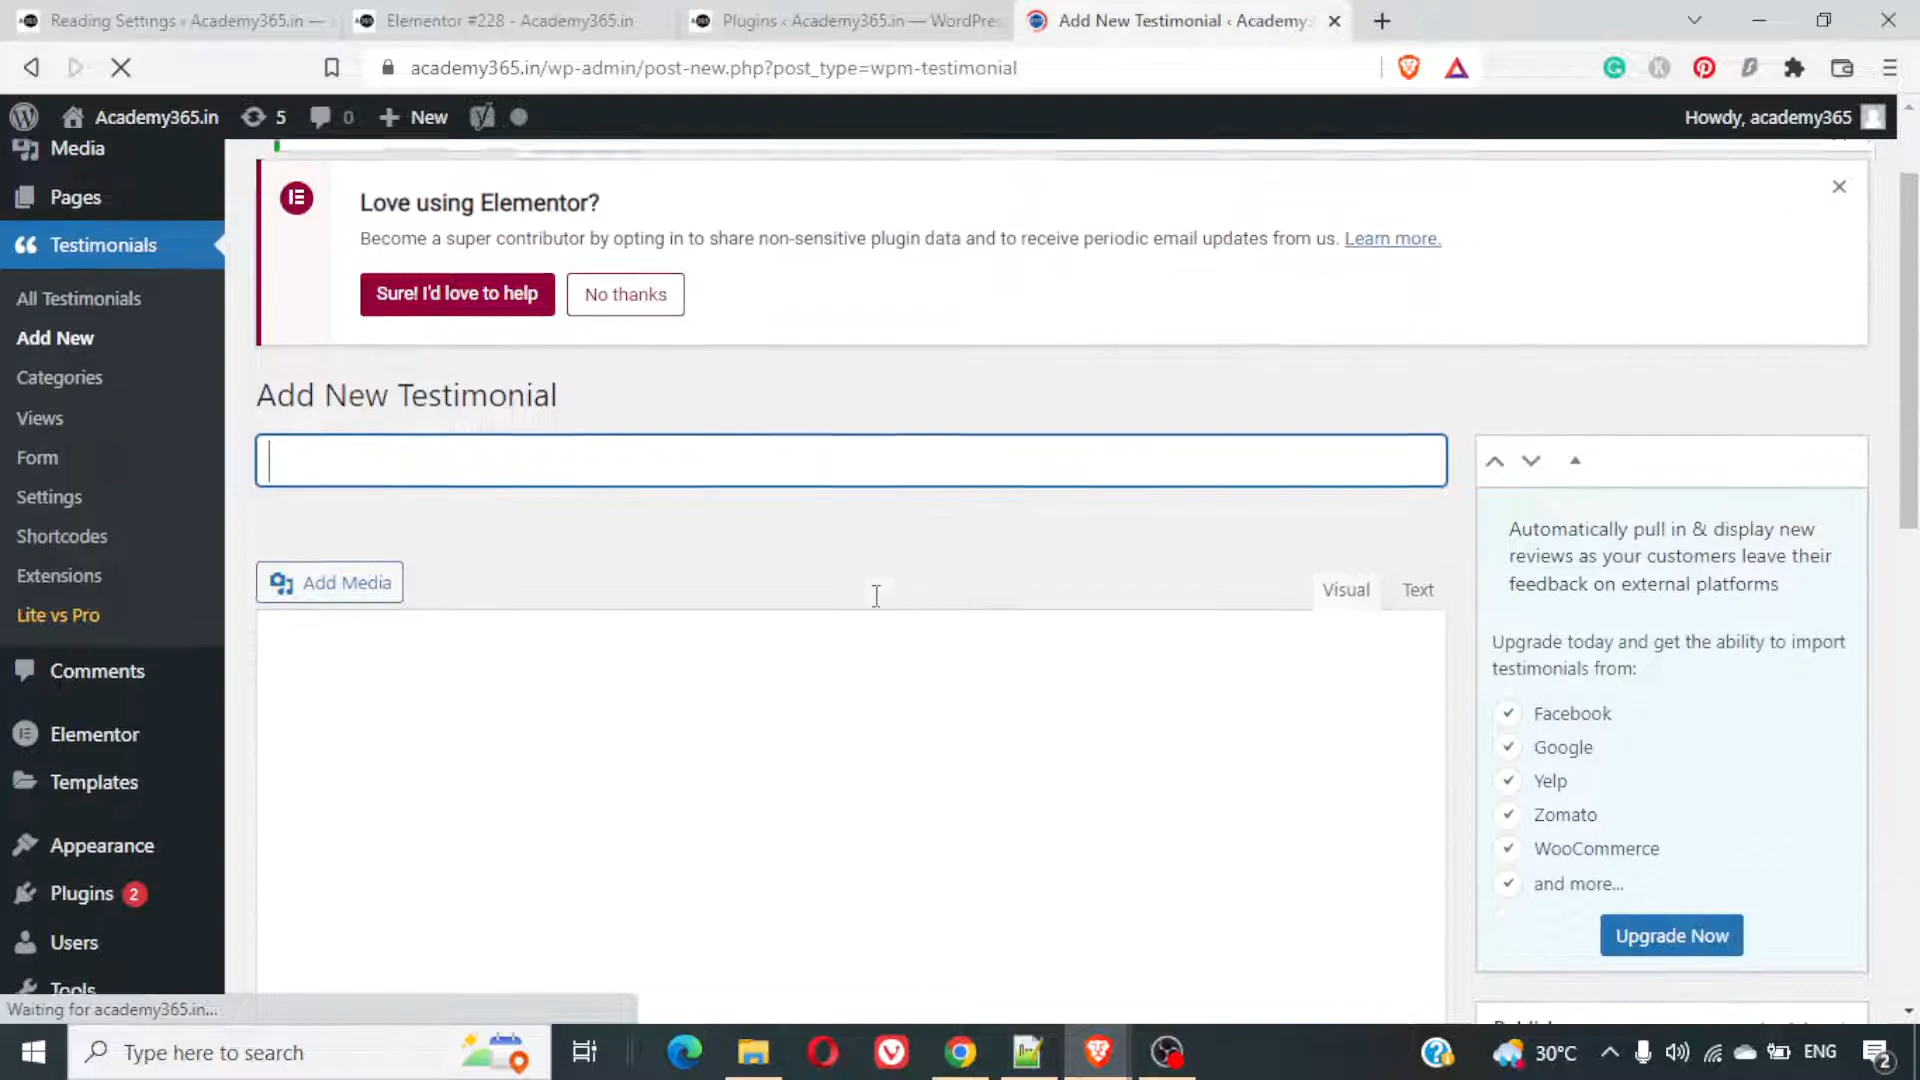 Reading Settings ‹ Academy365.in —
Elementor #228 - Academy365.in
Plugins ‹ Academy365.in — WordPre
Add New Testimonial ‹ Academy
academy365.in/wp-admin/post-new.php?post_type=wpm-testimonial
Academy365.in
5
0
New
Howdy, academy365
Media
Pages
Testimonials
All Testimonials
Add New
Categories
Views
Form
Settings
Shortcodes
Extensions
Lite vs Pro
Comments
Elementor
Templates
Appearance
Plugins 2
Users
Tools
Love using Elementor?
Become a super contributor by opting in to share non-sensitive plugin data and to receive periodic email updates from us. Learn more.
Sure! I'd love to help
No thanks
Add New Testimonial
Add Media
Visual
Text
Automatically pull in & display new
reviews as your customers leave their
feedback on external platforms
Upgrade today and get the ability to import
testimonials from:
Facebook
Google
Yelp
Zomato
WooCommerce
and more...
Upgrade Now
Waiting for academy365.in...
Type here to search
30°C
ENG
2